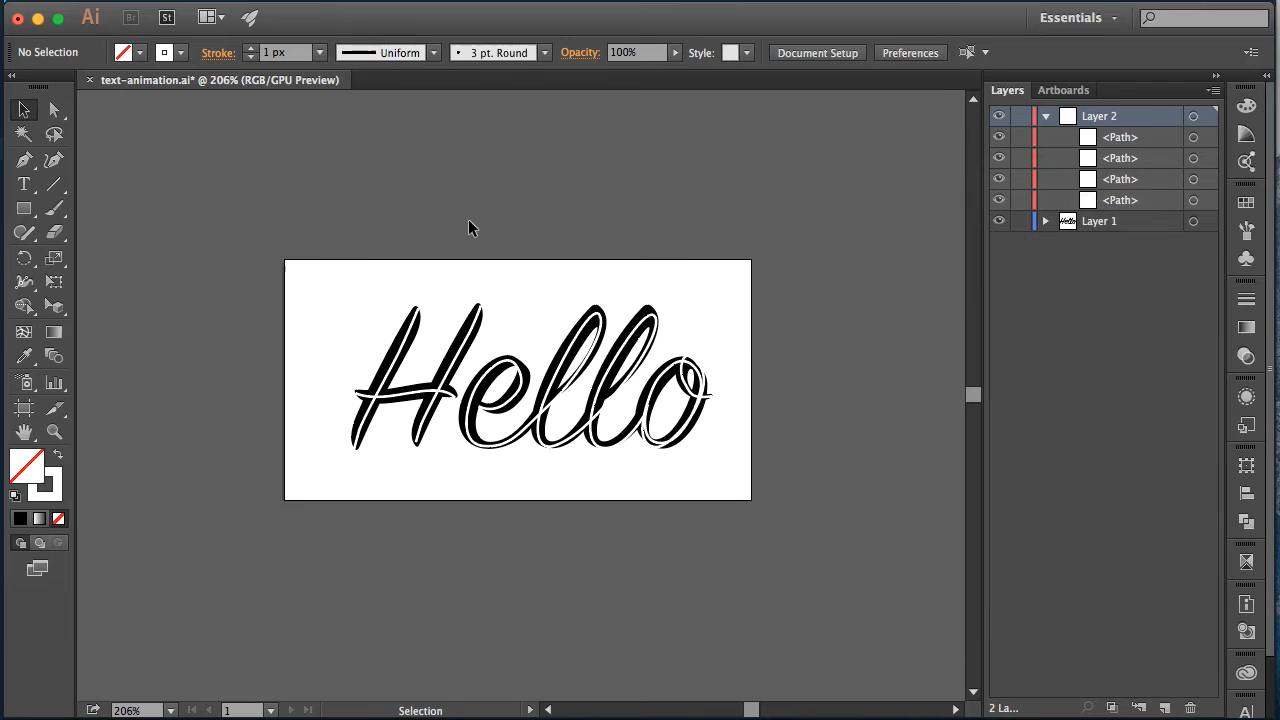 Ai Br St Essentials
No Selection Stroke: 1 px Uniform 3 pt. Round Opacity: 100% Style: Document Setup Preferences
text-animation.ai* @ 206% (RGB/GPU Preview)
Layers Artboards
Layer 2
<Path>
<Path>
<Path>
<Path>
Layer 1
Hello
206% 1 Selection 2 La...